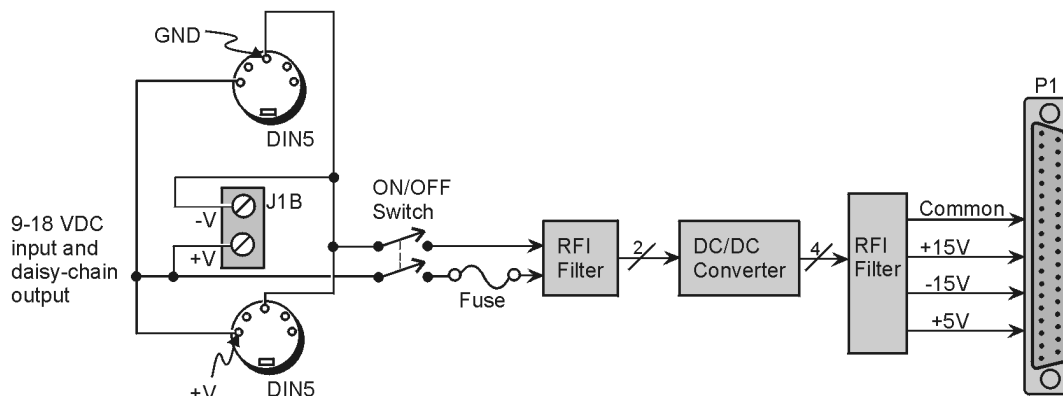 GND
DIN5
P1
J1B
-V
+V
9-18 VDC
input and
daisy-chain
output
ON/OFF
Switch
Fuse
RFI
Filter
2
DC/DC
Converter
4
RFI
Filter
Common
+15V
-15V
+5V
+V
DIN5